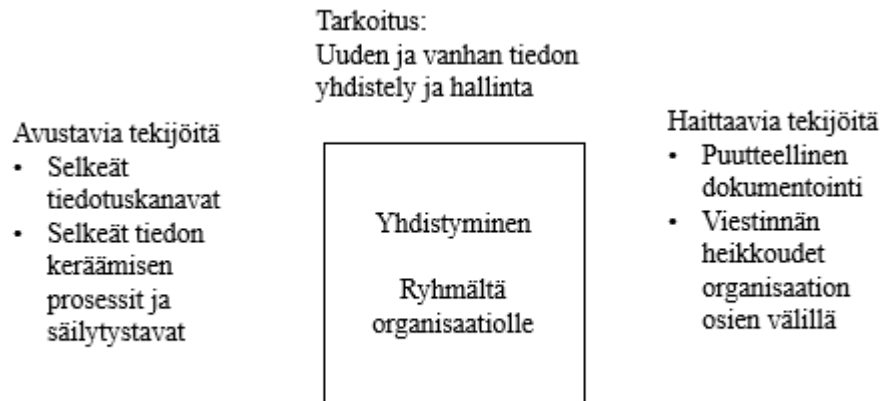 Tarkoitus:
Uuden ja vanhan tiedon
yhdistely ja hallinta
Avustavia tekijöitä
• Selkeät
tiedotuskanavat
• Selkeät tiedon
keräämisen
prosessit ja
säilytystavat
Yhdistyminen
Ryhmältä
organisaatiolle
Haittaavia tekijöitä
• Puutteellinen
dokumentointi
• Viestinnän
heikkoudet
organisaation
osien välillä